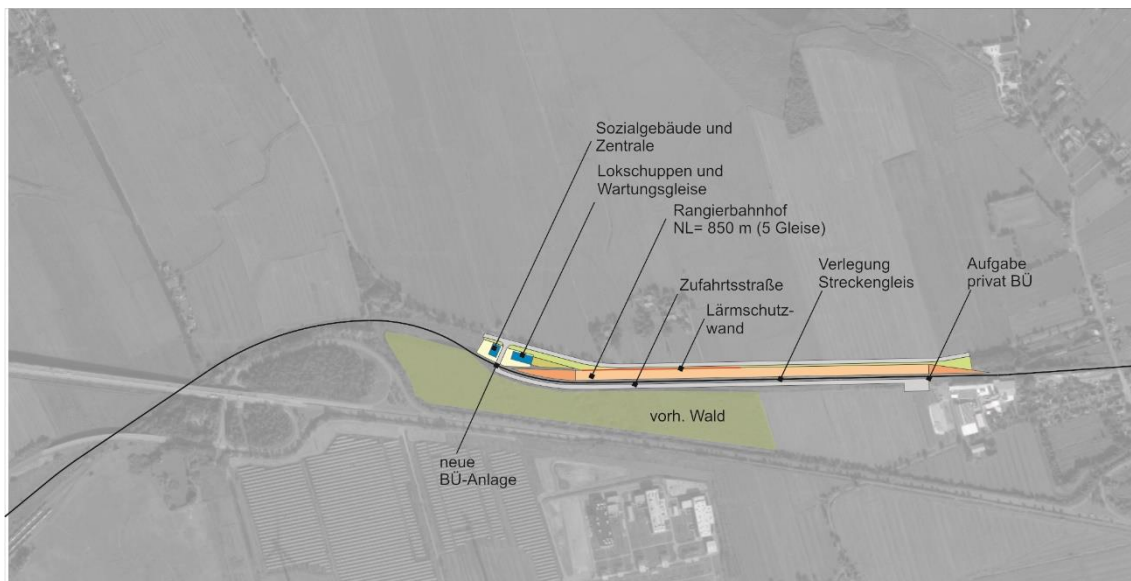 Sozialgebäude und
Zentrale
Lokschuppen und
Wartungsgleise
Rangierbahnhof
NL= 850 m (5 Gleise)
Zufahrtsstraße
Lärmschutz-
wand
Verlegung
Streckengleis
Aufgabe
privat BÜ
vorh. Wald
neue
BÜ-Anlage